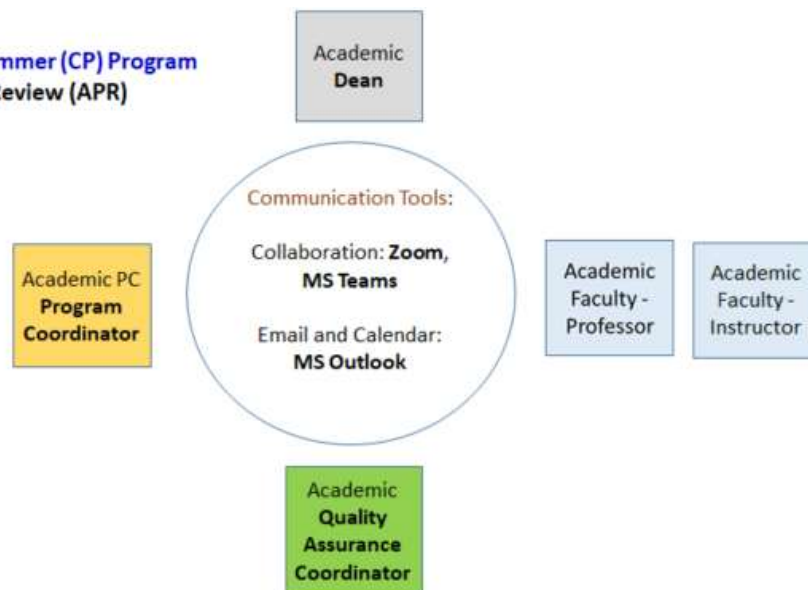 mmer (CP) Program
eview (APR)
Academic
Dean
Communication Tools:
Collaboration: Zoom,
MS Teams
Email and Calendar:
MS Outlook
Academic PC
Program
Coordinator
Academic
Faculty -
Professor
Academic
Faculty -
Instructor
Academic
Quality
Assurance
Coordinator